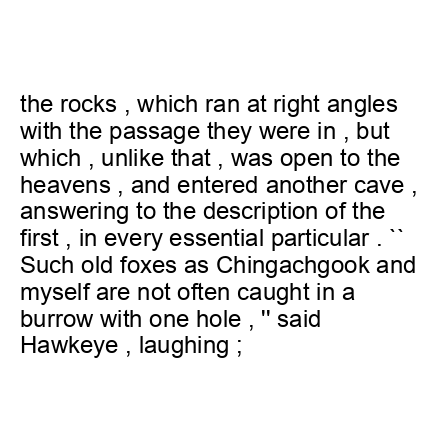 the rocks , which ran at right angles
with the passage they were in , but
which , unlike that , was open to the
heavens , and entered another cave ,
answering to the description of the
first , in every essential particular . ``
Such old foxes as Chingachgook and
myself are not often caught in a
burrow with one hole , '' said
Hawkeye , laughing ;